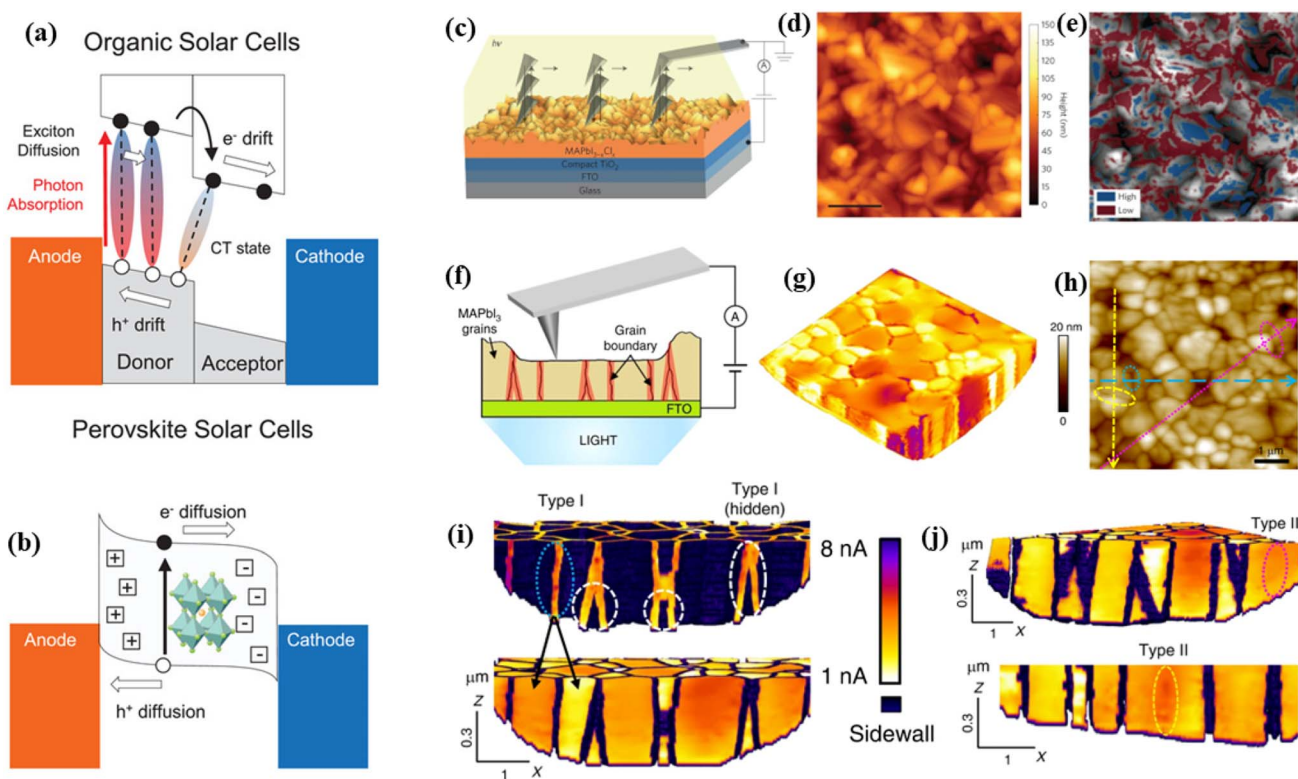 (a)
Organic Solar Cells
Exciton
Diffusion
e⁻ drift
Photon
Absorption
CT state
Anode
Cathode
h⁺ drift
Donor
Acceptor
Perovskite Solar Cells
(b)
e⁻ diffusion
+
+
+
+
-
-
-
-
Anode
Cathode
h⁺ diffusion
(c)
hν
A
MAPbI₃₋ₓClₓ
Compact TiO₂
FTO
Glass
(d)
150
135
120
105
90
75
60
45
30
15
0
Height (nm)
(e)
High
Low
(f)
MAPbI₃
grains
Grain
boundary
A
FTO
LIGHT
(g)
(h)
20 nm
0
1 μm
(i)
Type I
Type I
(hidden)
8 nA
1 nA
Sidewall
μm
Z
0.3
1
X
(j)
Type II
μm
Z
0.3
1
X
Type II
μm
Z
0.3
1
X